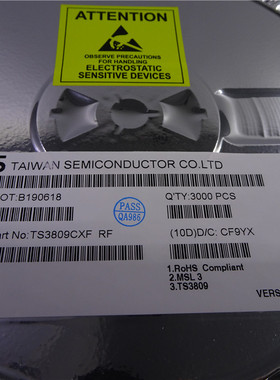 ATTENTION
OBSERVE PRECAUTIONS
FOR HANDLING
ELECTROSTATIC
SENSITIVE DEVICES
S TAIWAN SEMICONDUCTOR CO.LTD
OT:B190618
Q'TY:3000 PCS
PASS
QA986
art No:TS3809CXF RF
(10D)D/C: CF9YX
1.RoHS Compliant
2.MSL 3
3.TS3809
VERS